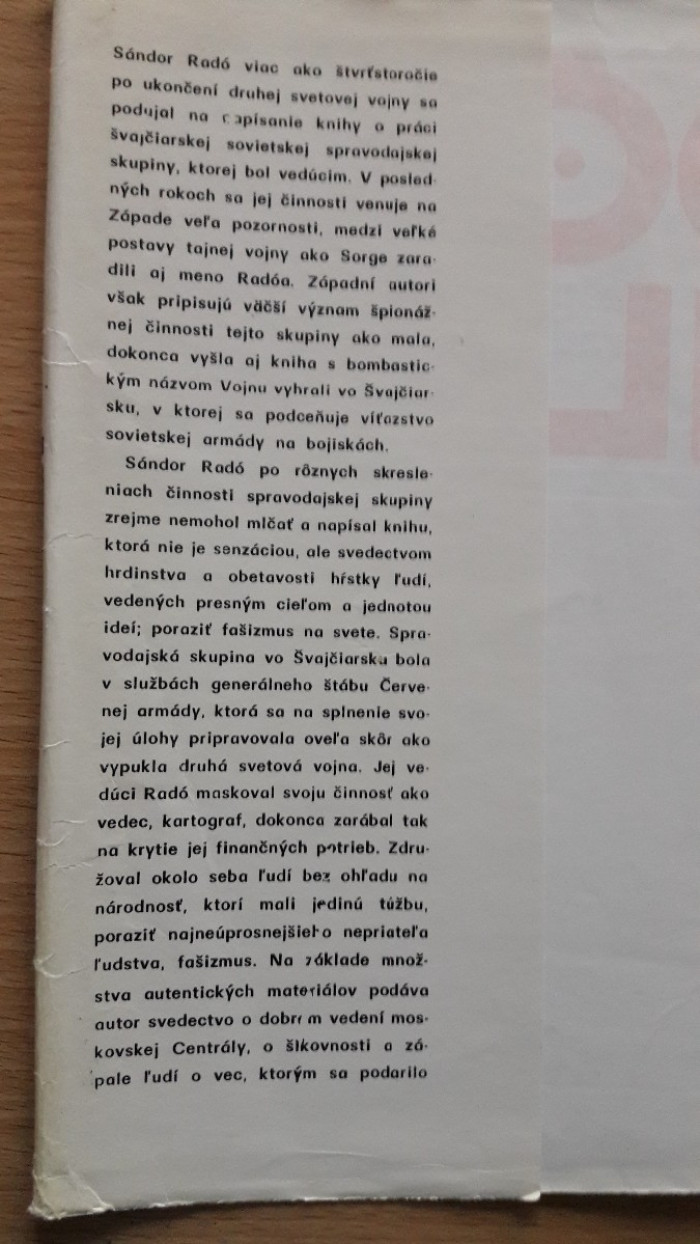 Sándor Radó viac ako štvrťstoročie
po ukončení druhej svetovej vojny sa
podujal na napísanie knihy o práci
švajčiarskej sovietskej spravodajskej
skupiny, ktorej bol vedúcim. V posled-
ných rokoch sa jej činnosti venuje na
Západe veľa pozornosti, medzi veľké
postavy tajnej vojny ako Sorge zara-
dili aj meno Radóa. Západní autori
však pripisujú väčší význam špionáž-
nej činnosti tejto skupiny ako mala,
dokonca vyšla aj kniha s bombastic-
kým názvom Vojnu vyhrali vo Švajčiar-
sku, v ktorej sa podceňuje víťazstvo
sovietskej armády na bojiskách.
Sándor Radó po rôznych skresle-
niach činnosti spravodajskej skupiny
zrejme nemohol mlčať a napísal knihu,
ktorá nie je senzáciou, ale svedectvom
hrdinstva a obetavosti hŕstky ľudí,
vedených presným cieľom a jednotou
ideí; poraziť fašizmus na svete. Spra-
vodajská skupina vo Švajčiarsku bola
v službách generálneho štábu Červe-
nej armády, ktorá sa na splnenie svo-
jej úlohy pripravovala oveľa skôr ako
vypukla druhá svetová vojna. Jej ve-
dúci Radó maskoval svoju činnosť ako
vedec, kartograf, dokonca zarábal tak
na krytie jej finančných potrieb. Zdru-
žoval okolo seba ľudí bez ohľadu na
národnosť, ktorí mali jedinú túžbu,
poraziť najneúprosnejšieho nepriateľa
ľudstva, fašizmus. Na základe množ-
stva autentických materiálov podáva
autor svedectvo o dobrom vedení mos-
kovskej Centrály, o šikovnosti a zá-
pale ľudí o vec, ktorým sa podarilo